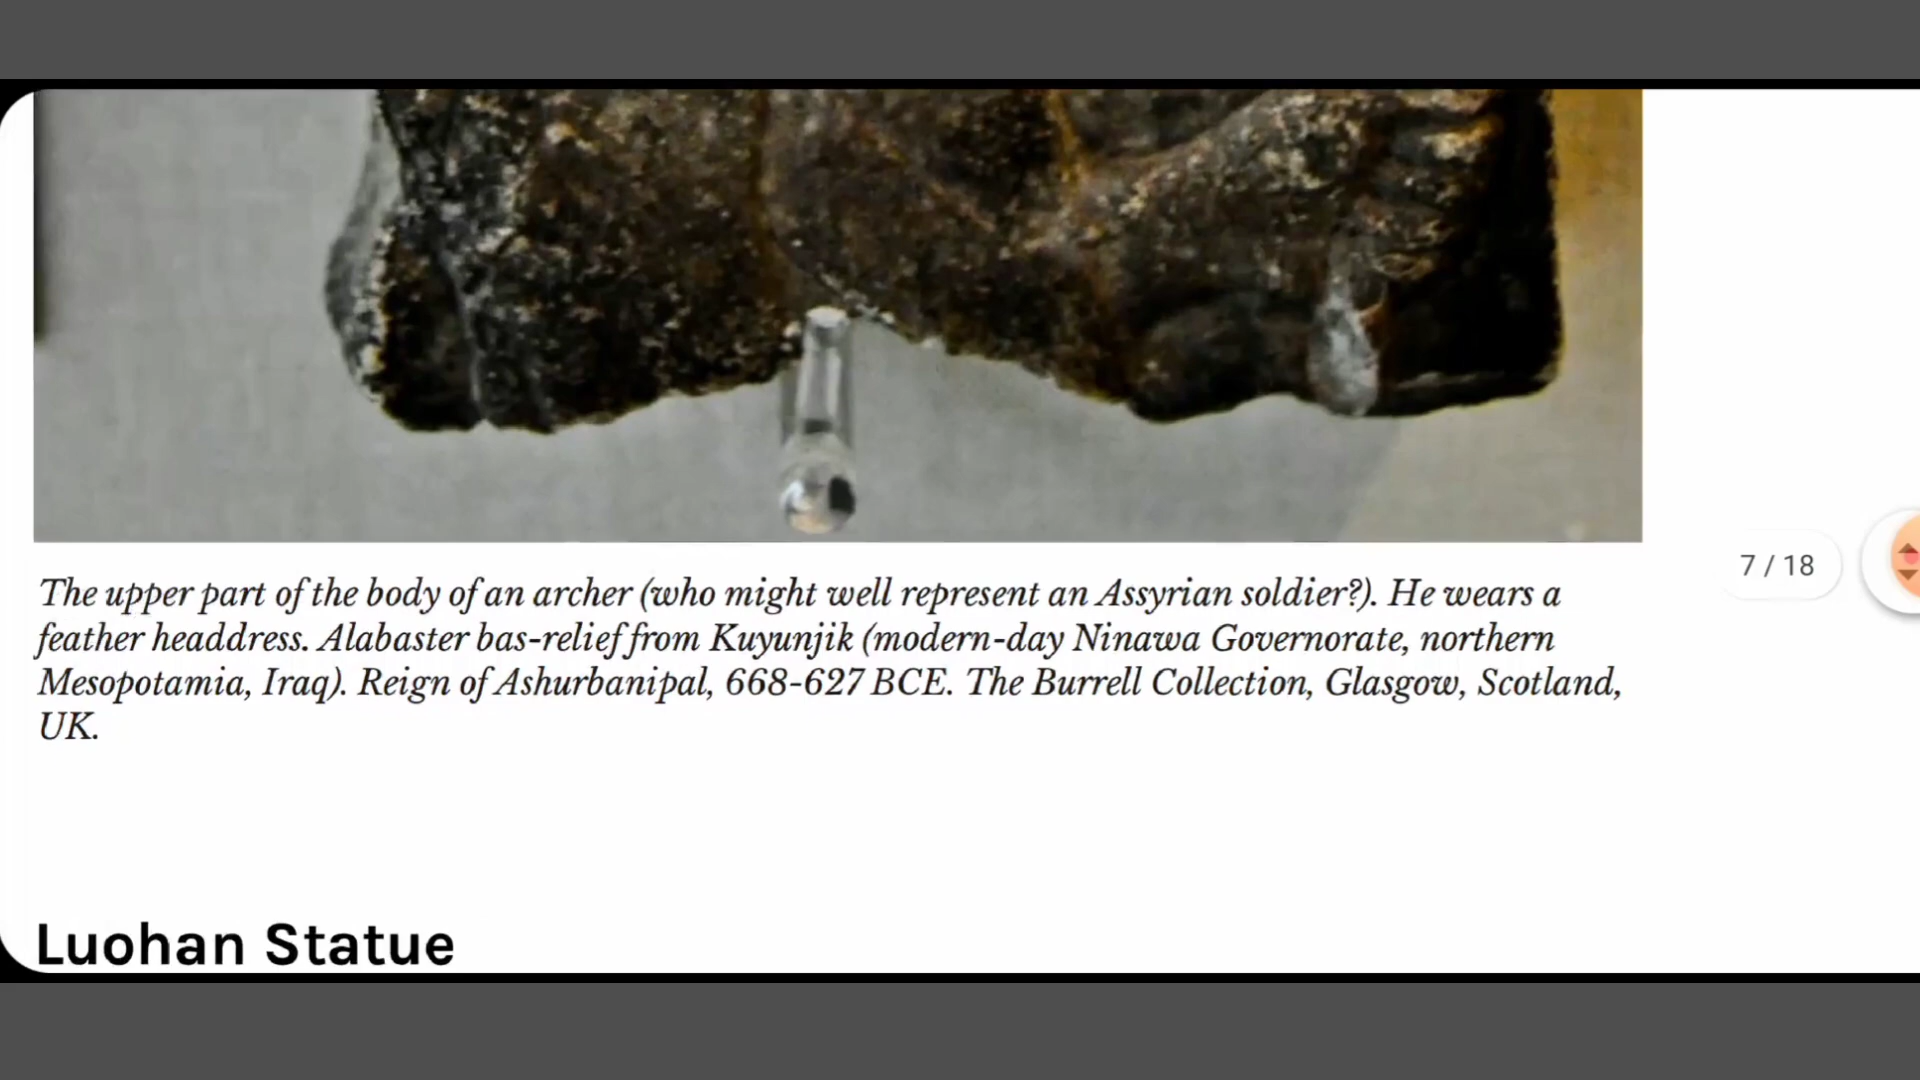 The upper part of the body of an archer (who might well represent an Assyrian soldier?). He wears a
feather headdress. Alabaster bas-relief from Kuyunjik (modern-day Ninawa Governorate, northern
Mesopotamia, Iraq). Reign of Ashurbanipal, 668-627 BCE. The Burrell Collection, Glasgow, Scotland,
UK.
7 / 18
Luohan Statue